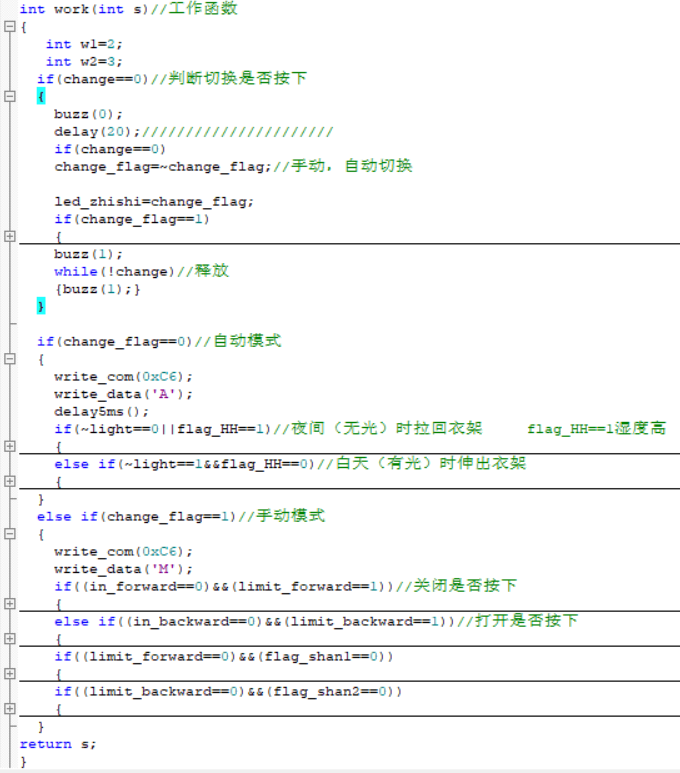 int work(int s)//工作函数
{
int w1=2;
int w2=3;
if(change==0)//判断切换是否按下
{
buzz(0);
delay(20);//////////////////////
if(change==0)
change_flag=~change_flag;//手动，自动切换
led_zhishi=change_flag;
if(change_flag==1)
{
buzz(1);
while(!change)//释放
{buzz(1);}
}
if(change_flag==0)//自动模式
{
write_com(0xC6);
write_data('A');
delay5ms();
if(~light==0||flag_HH==1)//夜间（无光）时拉回衣架 flag_HH==1湿度高
{
else if(~light==1&&flag_HH==0)//白天（有光）时伸出衣架
{
}
else if(change_flag==1)//手动模式
{
write_com(0xC6);
write_data('M');
if((in_forward==0)&&(limit_forward==1))//关闭是否按下
{
else if((in_backward==0)&&(limit_backward==1))//打开是否按下
{
if((limit_forward==0)&&(flag_shan1==0))
{
if((limit_backward==0)&&(flag_shan2==0))
{
}
return s;
}